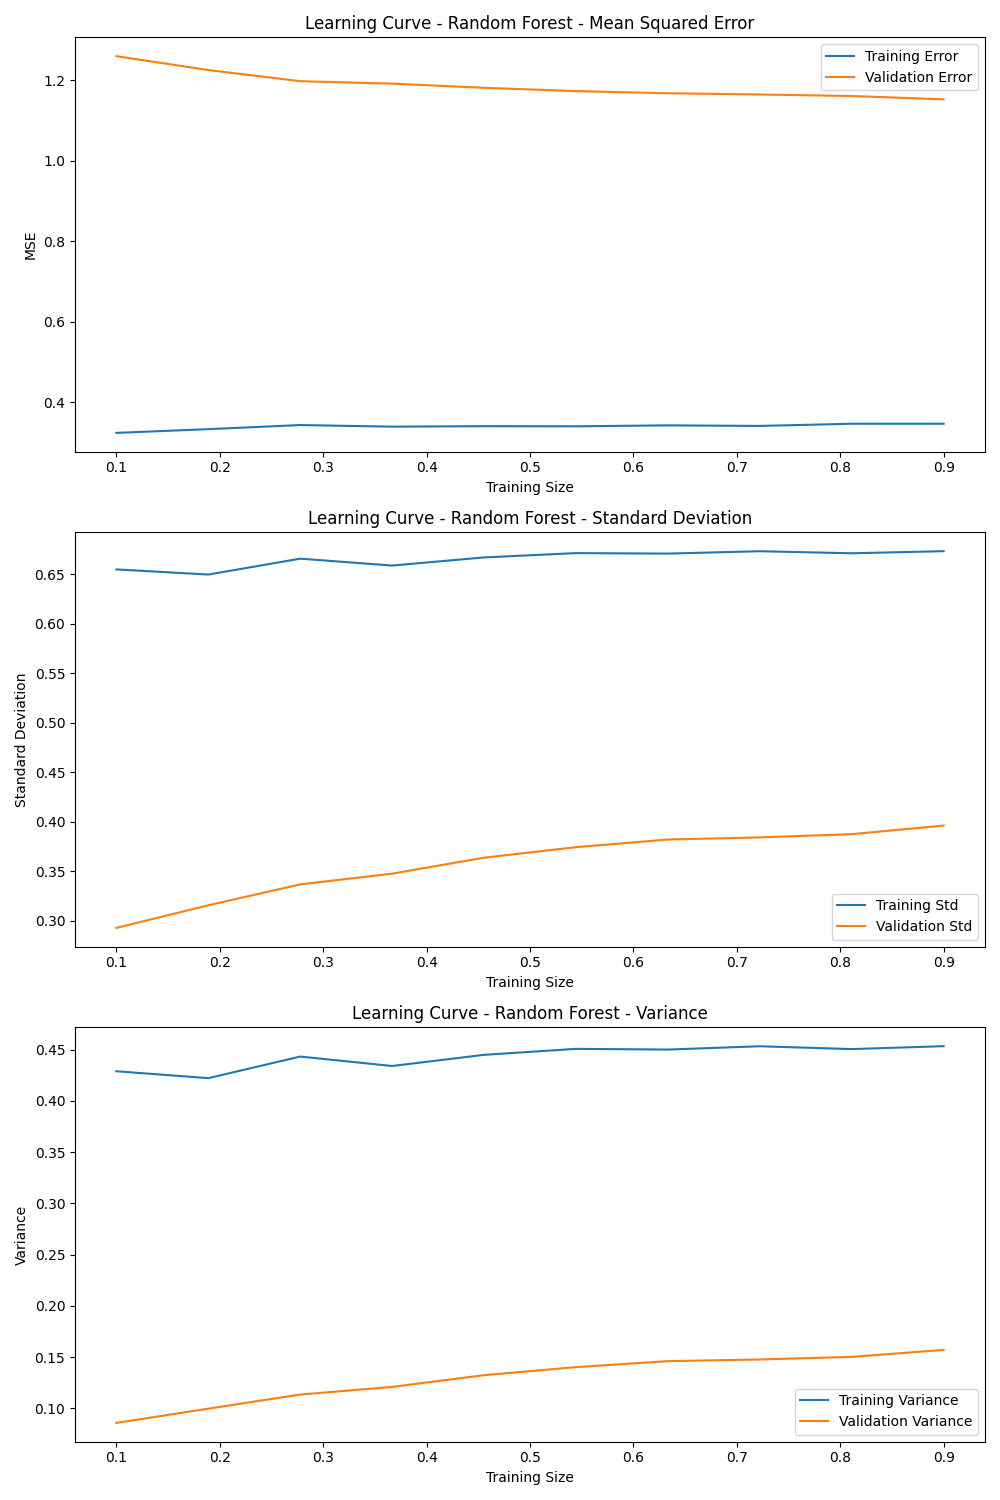 Learning Curve - Random Forest - Mean Squared Error
Training Error
Validation Error
1.2
1.0
0.8
0.6
0.4
MSE
0.1 0.2 0.3 0.4 0.5 0.6 0.7 0.8 0.9
Training Size
Learning Curve - Random Forest - Standard Deviation
0.65
0.60
0.55
0.50
0.45
0.40
0.35
0.30
Standard Deviation
Training Std
Validation Std
0.1 0.2 0.3 0.4 0.5 0.6 0.7 0.8 0.9
Training Size
Learning Curve - Random Forest - Variance
0.45
0.40
0.35
0.30
0.25
0.20
0.15
0.10
Variance
Training Variance
Validation Variance
0.1 0.2 0.3 0.4 0.5 0.6 0.7 0.8 0.9
Training Size